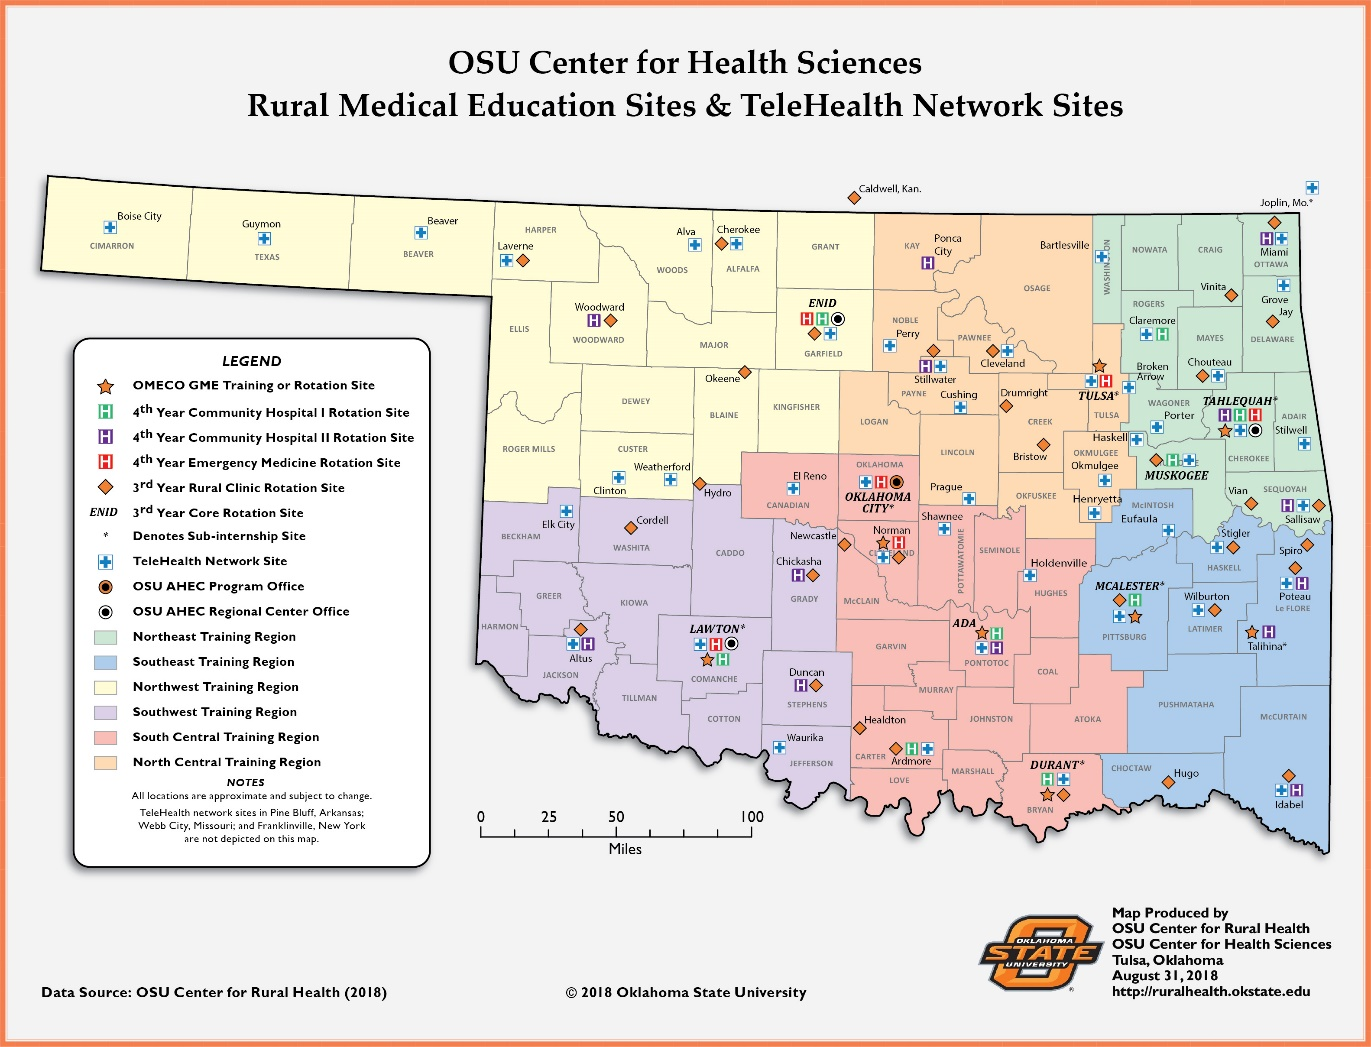 OSU Center for Health Sciences
Rural Medical Education Sites & TeleHealth Network Sites
Caldwell, Kan.
Joplin, Mo.*
Boise City
CIMARRON
Guymon
TEXAS
Beaver
BEAVER
HARPER
Laverne
Alva
WOODS
Cherokee
ALFALFA
GRANT
KAY
Ponca
City
Bartlesville
WASHINGTON
NOWATA
CRAIG
Miami
OTTAWA
OSAGE
ELLIS
Woodward
WOODWARD
MAJOR
ENID
GARFIELD
NOBLE
Perry
PAWNEE
Cleveland
Stillwater
PAYNE
Cushing
ROGERS
Claremore
Vinita
Grove
Jay
DELAWARE
MAYES
Chouteau
Broken
Arrow
TULSA*
TULSA
WAGONER
Porter
TAHLEQUAH*
ADAIR
Stilwell
CHEROKEE
Okeene
DEWEY
BLAINE
KINGFISHER
LOGAN
Drumright
CREEK
Bristow
LINCOLN
Haskell
OKMULGEE
Okmulgee
MUSKOGEE
ROGER MILLS
CUSTER
Clinton
Weatherford
Hydro
El Reno
CANADIAN
OKLAHOMA
OKLAHOMA
CITY*
Prague
OKFUSKEE
Henryetta
McINTOSH
Eufaula
Vian
SEQUOYAH
Sallisaw
Elk City
BECKHAM
Cordell
WASHITA
CADDO
Newcastle
Norman
CLEVELAND
Shawnee
POTTAWATOMIE
SEMINOLE
Holdenville
HUGHES
Stigler
HASKELL
Spiro
Poteau
Le FLORE
GREER
HARMON
KIOWA
Chickasha
GRADY
McCLAIN
MCALESTER*
PITTSBURG
Wilburton
LATIMER
Talihina*
Altus
JACKSON
TILLMAN
LAWTON*
COMANCHE
COTTON
Duncan
STEPHENS
Waurika
JEFFERSON
GARVIN
ADA
PONTOTOC
COAL
MURRAY
JOHNSTON
ATOKA
PUSHMATAHA
McCURTAIN
Healdton
CARTER
Ardmore
LOVE
MARSHALL
DURANT*
BRYAN
CHOCTAW
Hugo
Idabel
LEGEND
OMECO GME Training or Rotation Site
4th Year Community Hospital I Rotation Site
4th Year Community Hospital II Rotation Site
4th Year Emergency Medicine Rotation Site
3rd Year Rural Clinic Rotation Site
ENID 3rd Year Core Rotation Site
* Denotes Sub-internship Site
TeleHealth Network Site
OSU AHEC Program Office
OSU AHEC Regional Center Office
Northeast Training Region
Southeast Training Region
Northwest Training Region
Southwest Training Region
South Central Training Region
North Central Training Region
NOTES
All locations are approximate and subject to change.
TeleHealth network sites in Pine Bluff, Arkansas;
Webb City, Missouri; and Franklinville, New York
are not depicted on this map.
0 25 50 100
Miles
OKLAHOMA
STATE
UNIVERSITY
Map Produced by
OSU Center for Rural Health
OSU Center for Health Sciences
Tulsa, Oklahoma
August 31, 2018
http://ruralhealth.okstate.edu
Data Source: OSU Center for Rural Health (2018)
© 2018 Oklahoma State University